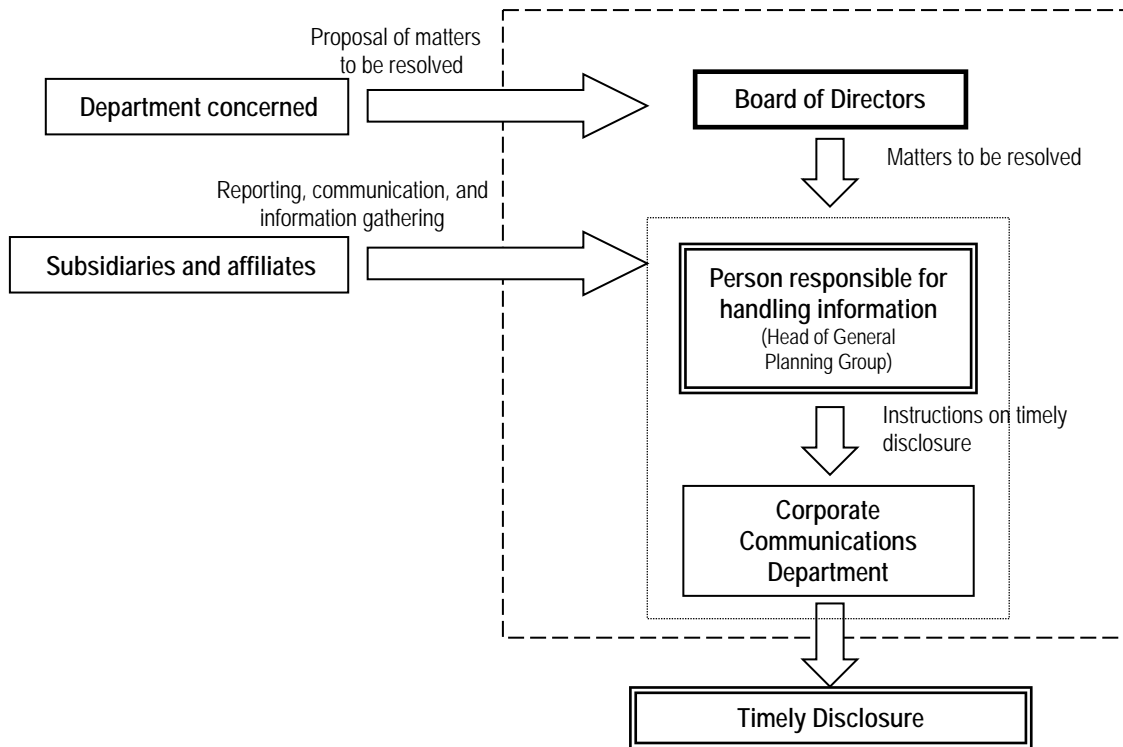 Proposal of matters
to be resolved
Department concerned
Board of Directors
Matters to be resolved
Reporting, communication, and
information gathering
Subsidiaries and affiliates
Person responsible for
handling information
(Head of General
Planning Group)
Instructions on timely
disclosure
Corporate
Communications
Department
Timely Disclosure